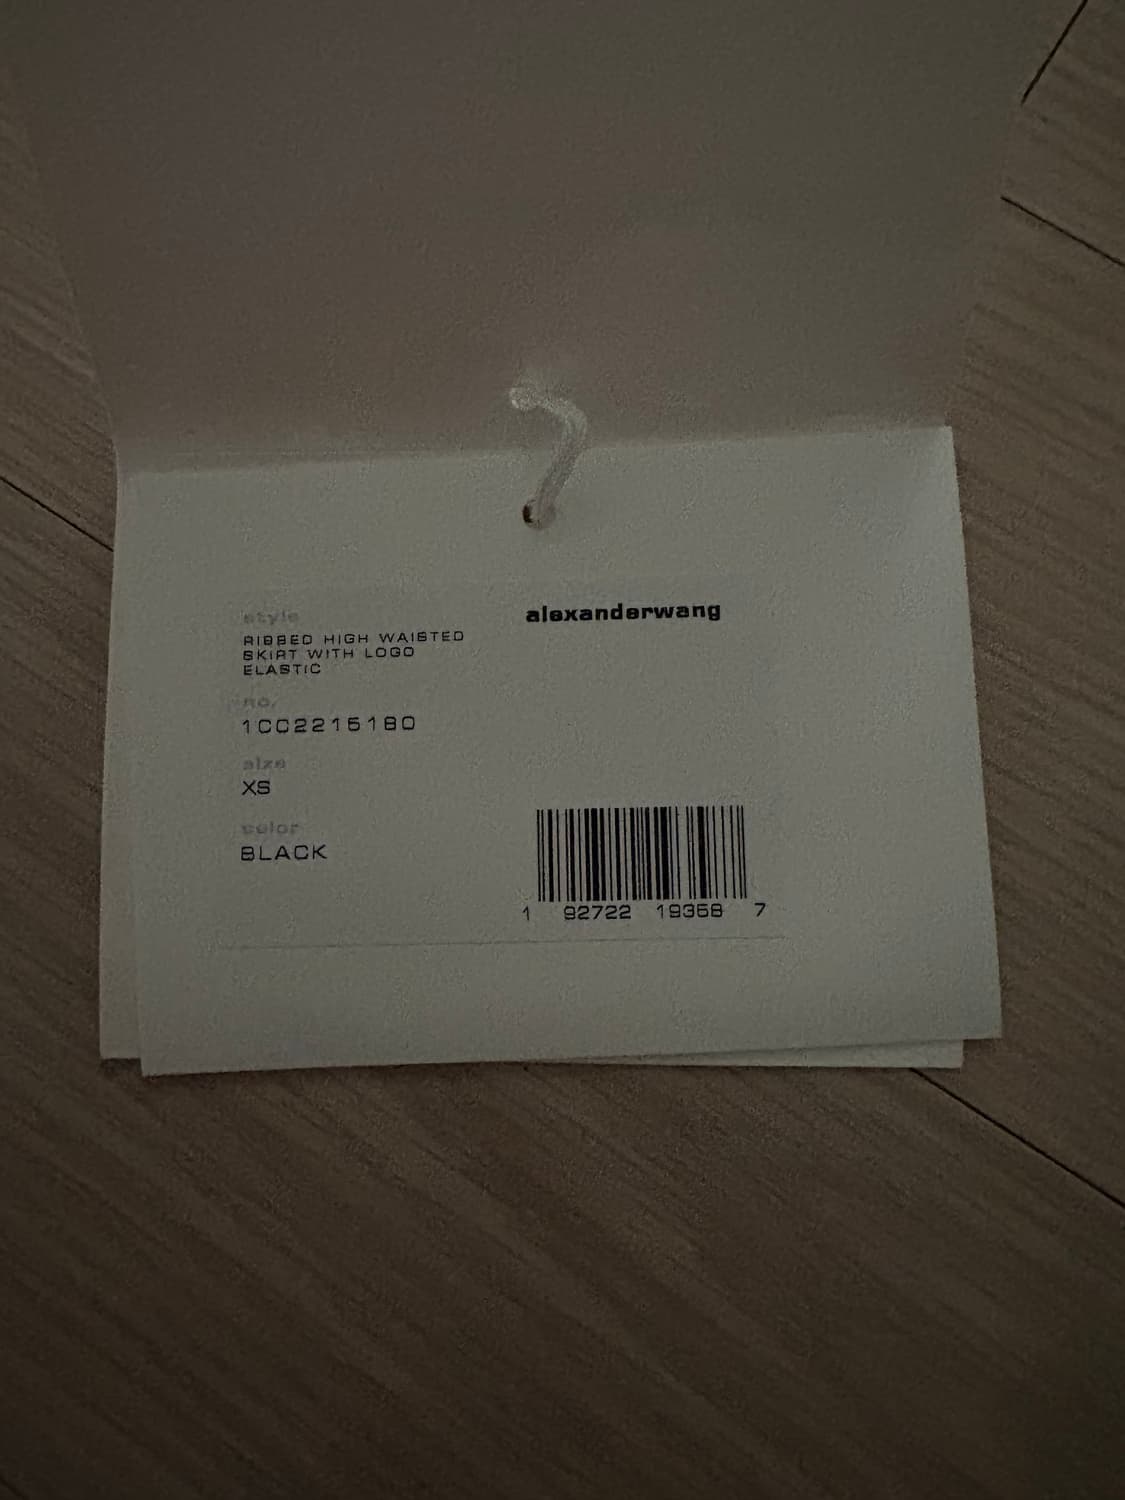 style
RIBBED HIGH WAISTED
SKIRT WITH LOGO
ELASTIC
no.
1CC2215180
size
XS
color
BLACK
alexanderwang
1 92722 19368 7